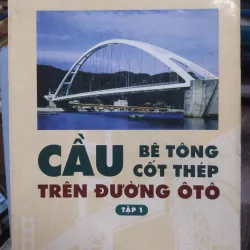 CẦU BÊ TÔNG
CỐT THÉP
TRÊN ĐƯỜNG ÔTÔ
TẬP 1